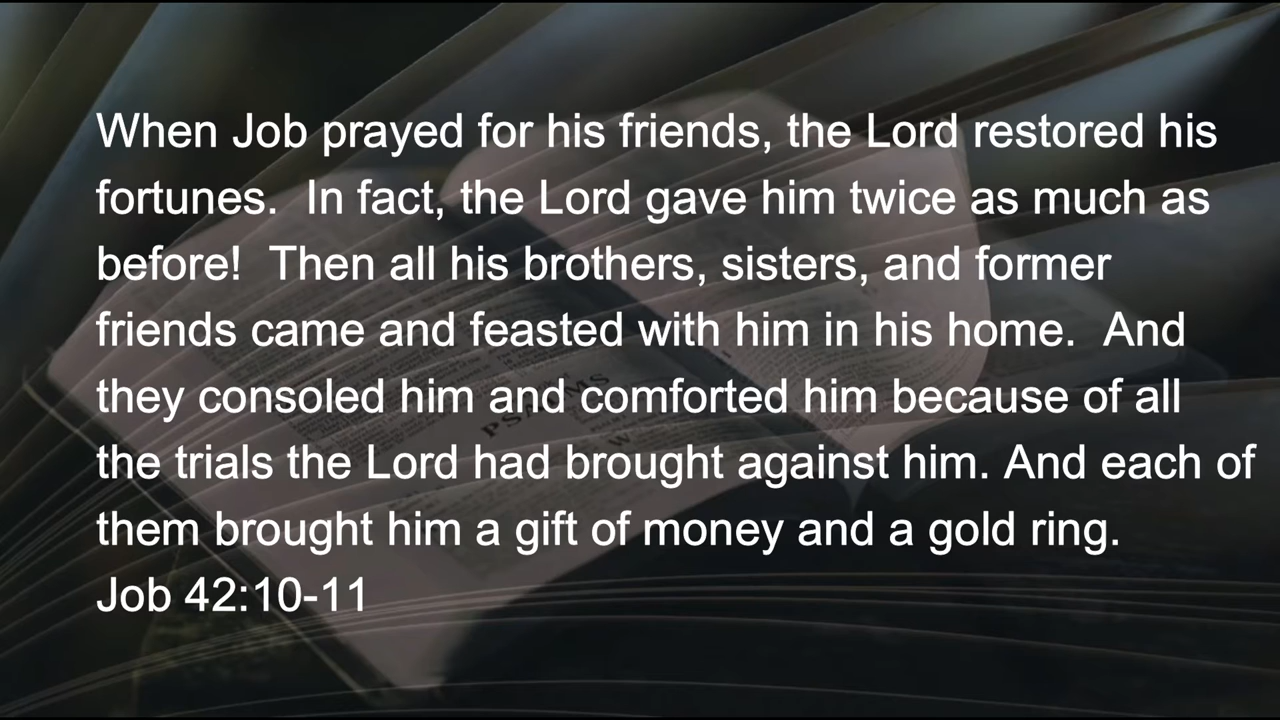 When Job prayed for his friends, the Lord restored his
fortunes.  In fact, the Lord gave him twice as much as
before!  Then all his brothers, sisters, and former
friends came and feasted with him in his home.  And
they consoled him and comforted him because of all
the trials the Lord had brought against him. And each of
them brought him a gift of money and a gold ring.
Job 42:10-11
PSALMS